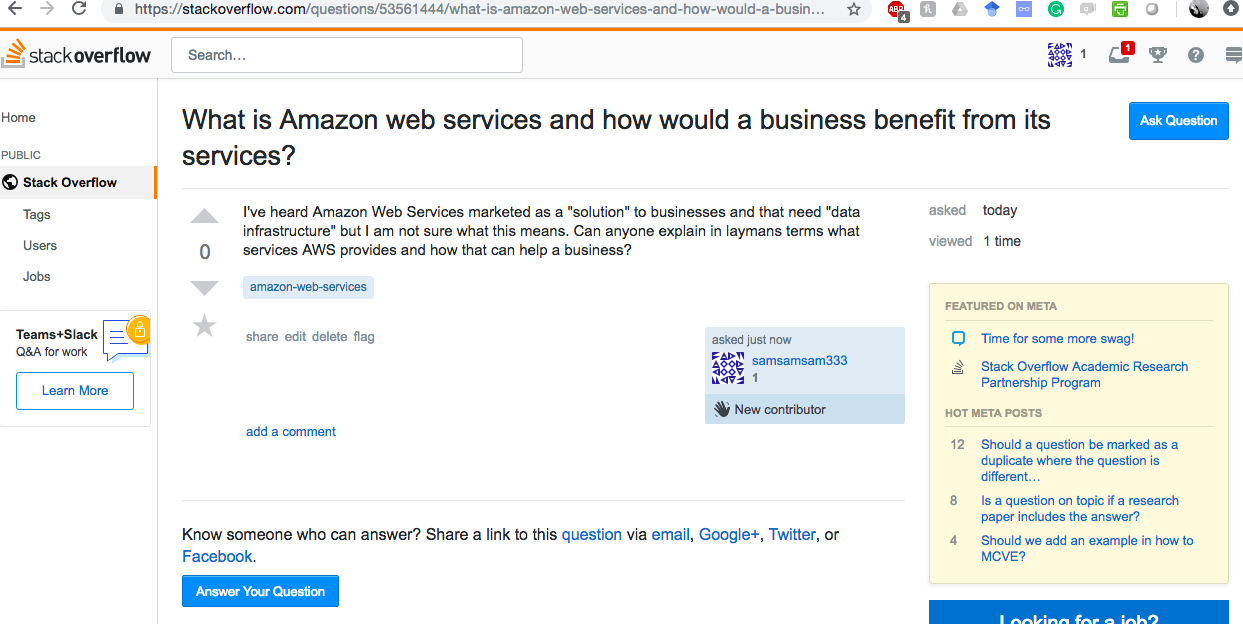 https://stackoverflow.com/questions/53561444/what-is-amazon-web-services-and-how-would-a-busin...
ABP
4
stackoverflow
Search…
1
1
?
Home
PUBLIC
Stack Overflow
Tags
Users
Jobs
Teams+Slack
Q&A for work
Learn More
What is Amazon web services and how would a business benefit from its
services?
Ask Question
0
I've heard Amazon Web Services marketed as a "solution" to businesses and that need "data
infrastructure" but I am not sure what this means. Can anyone explain in laymans terms what
services AWS provides and how that can help a business?
amazon-web-services
share edit delete flag
asked just now
samsamsam333
1
New contributor
add a comment
Know someone who can answer? Share a link to this question via email, Google+, Twitter, or
Facebook.
Answer Your Question
asked today
viewed 1 time
FEATURED ON META
Time for some more swag!
Stack Overflow Academic Research
Partnership Program
HOT META POSTS
12 Should a question be marked as a
duplicate where the question is
different…
8 Is a question on topic if a research
paper includes the answer?
4 Should we add an example in how to
MCVE?
Looking for a job?